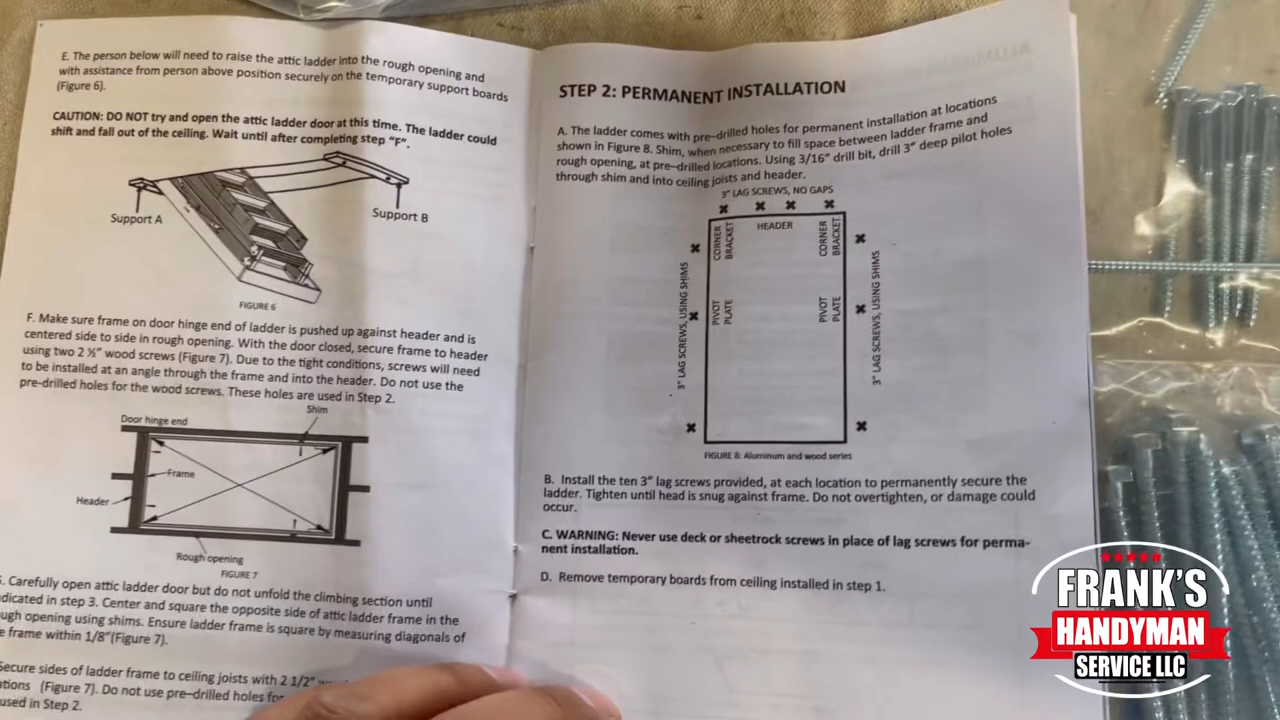 E. The person below will need to raise the attic ladder into the rough opening and
with assistance from person above position securely on the temporary support boards
(Figure 6).
CAUTION: DO NOT try and open the attic ladder door at this time. The ladder could
shift and fall out of the ceiling. Wait until after completing step “F”.
Support A
Support B
FIGURE 6
F. Make sure frame on door hinge end of ladder is pushed up against header and is
centered side to side in rough opening. With the door closed, secure frame to header
using two 2 ½” wood screws (Figure 7). Due to the tight conditions, screws will need
to be installed at an angle through the frame and into the header. Do not use the
pre-drilled holes for the wood screws. These holes are used in Step 2.
Shim
Door hinge end
Frame
Header
Rough opening
FIGURE 7
. Carefully open attic ladder door but do not unfold the climbing section until
dicated in step 3. Center and square the opposite side of attic ladder frame in the
ugh opening using shims. Ensure ladder frame is square by measuring diagonals of
e frame within 1/8”(Figure 7).
Secure sides of ladder frame to ceiling joists with 2 1/2”
ations (Figure 7). Do not use pre-drilled holes for
used in Step 2.
STEP 2: PERMANENT INSTALLATION
A. The ladder comes with pre-drilled holes for permanent installation at locations
shown in Figure 8. Shim, when necessary to fill space between ladder frame and
rough opening, at pre-drilled locations. Using 3/16” drill bit, drill 3” deep pilot holes
through shim and into ceiling joists and header.
3” LAG SCREWS, NO GAPS
HEADER
CORNER
BRACKET
CORNER
BRACKET
PIVOT
PLATE
PIVOT
PLATE
3” LAG SCREWS, USING SHIMS
3” LAG SCREWS, USING SHIMS
FIGURE 8: Aluminum and wood series
B. Install the ten 3” lag screws provided, at each location to permanently secure the
ladder. Tighten until head is snug against frame. Do not overtighten, or damage could
occur.
C. WARNING: Never use deck or sheetrock screws in place of lag screws for perma-
nent installation.
D. Remove temporary boards from ceiling installed in step 1.
FRANK'S
HANDYMAN
SERVICE LLC